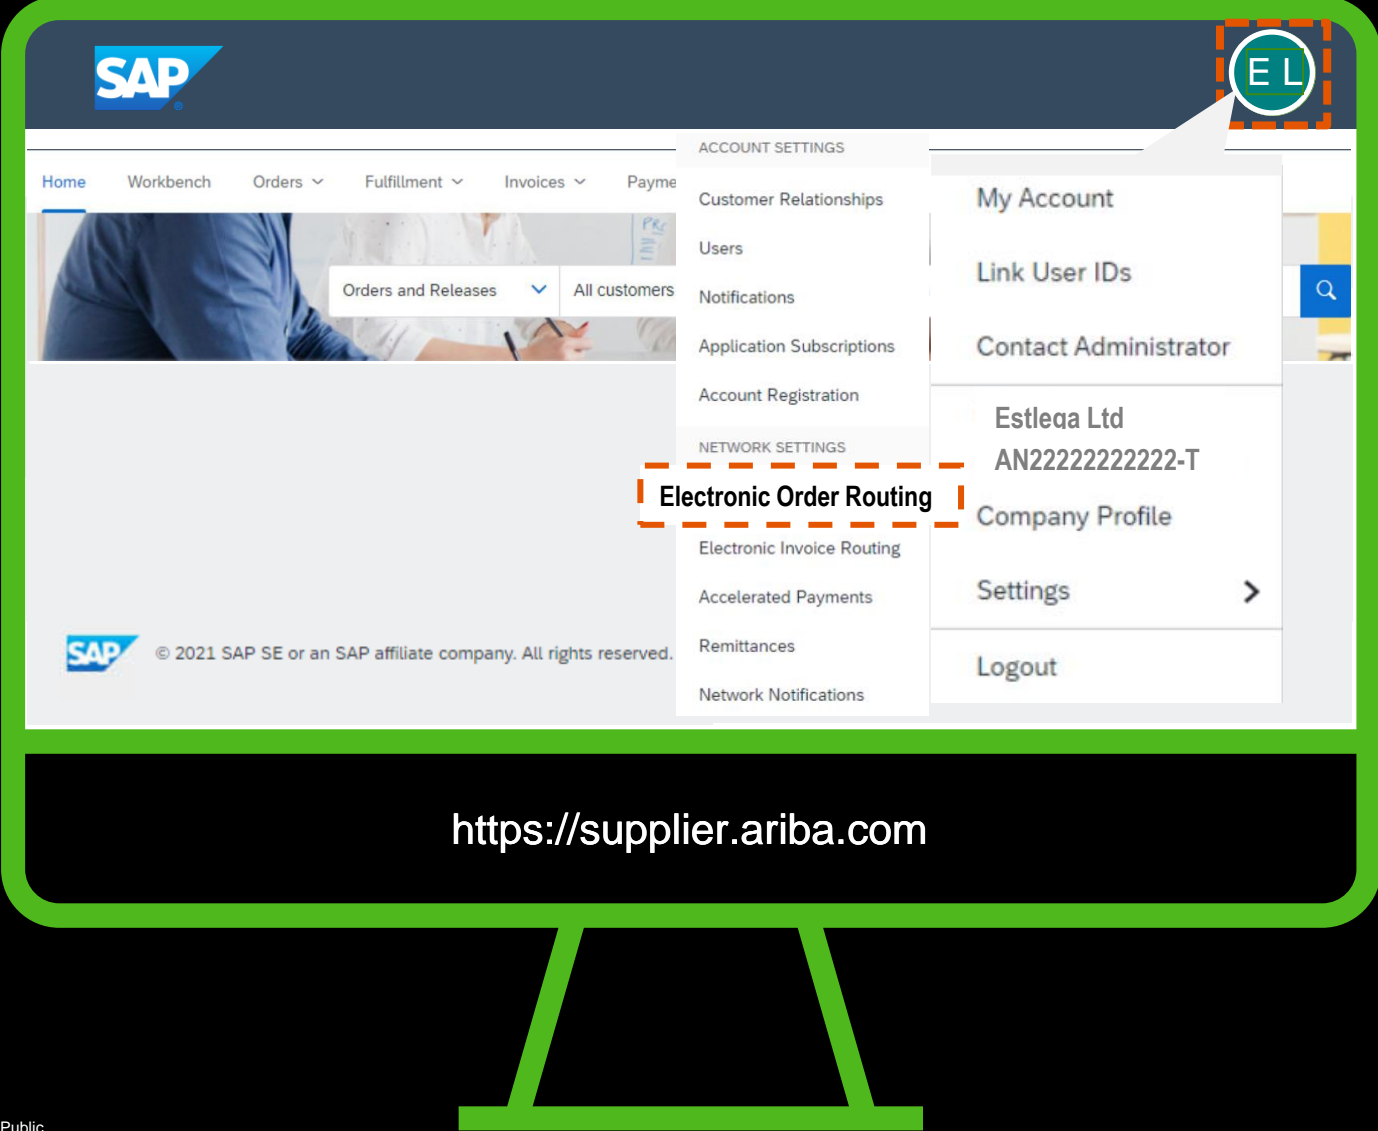 SAP
E L
Home Workbench Orders Fulfillment Invoices Payme
Orders and Releases All customers
PRC
ACCOUNT SETTINGS
Customer Relationships
Users
Notifications
Application Subscriptions
Account Registration
NETWORK SETTINGS
Electronic Order Routing
Electronic Invoice Routing
Accelerated Payments
Remittances
Network Notifications
My Account
Link User IDs
Contact Administrator
Estlega Ltd
AN22222222222-T
Company Profile
Settings
Logout
SAP © 2021 SAP SE or an SAP affiliate company. All rights reserved.
https://supplier.ariba.com
Public